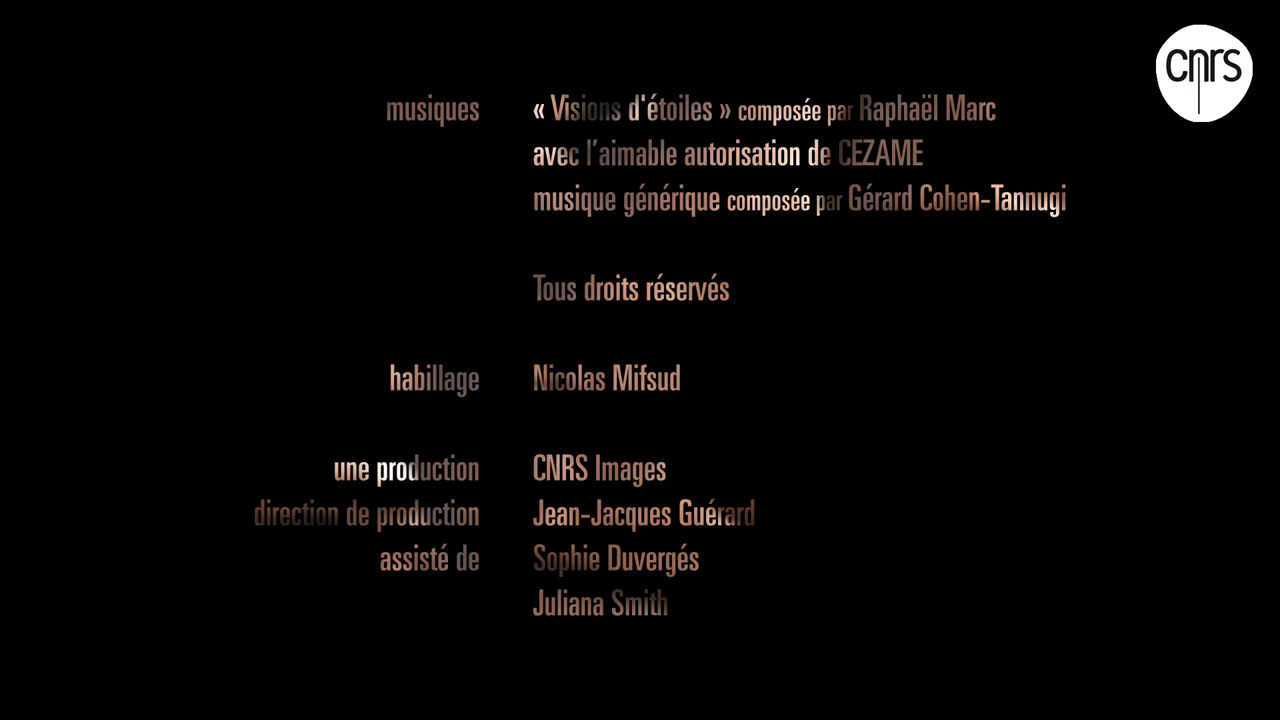 cnrs
musiques « Visions d'étoiles » composée par Raphaël Marc
avec l’aimable autorisation de CEZAME
musique générique composée par Gérard Cohen-Tannugi
Tous droits réservés
habillage Nicolas Mifsud
une production CNRS Images
direction de production Jean-Jacques Guérard
assisté de Sophie Duvergés
Juliana Smith